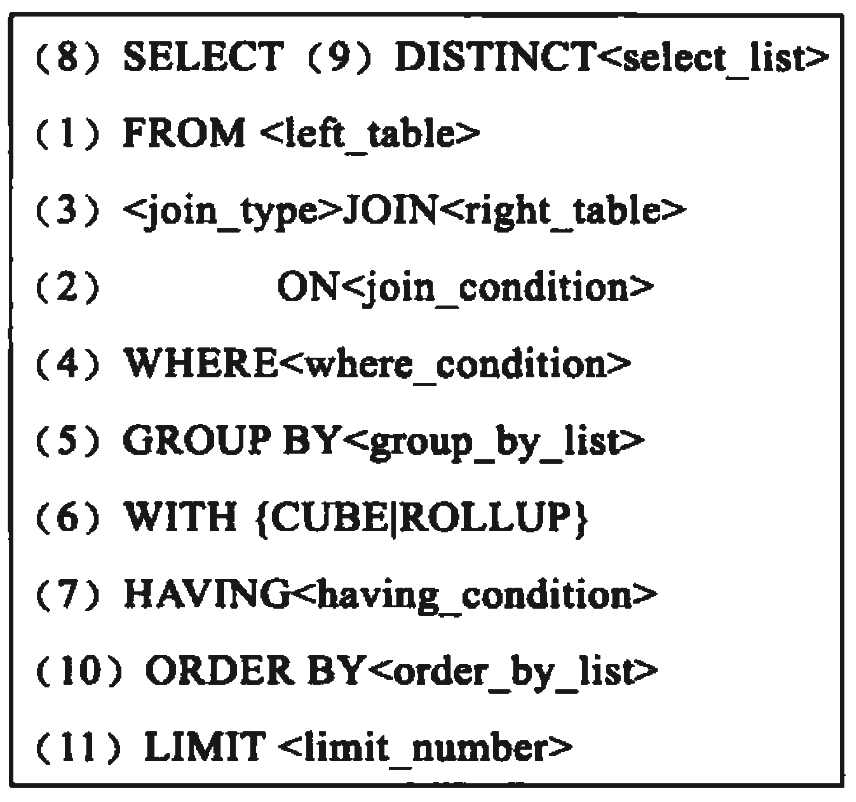 (8) SELECT (9) DISTINCT<select_list>
(1) FROM <left_table>
(3) <join_type>JOIN<right_table>
(2) ON<join_condition>
(4) WHERE<where_condition>
(5) GROUP BY<group_by_list>
(6) WITH {CUBE|ROLLUP}
(7) HAVING<having_condition>
(10) ORDER BY<order_by_list>
(11) LIMIT <limit_number>